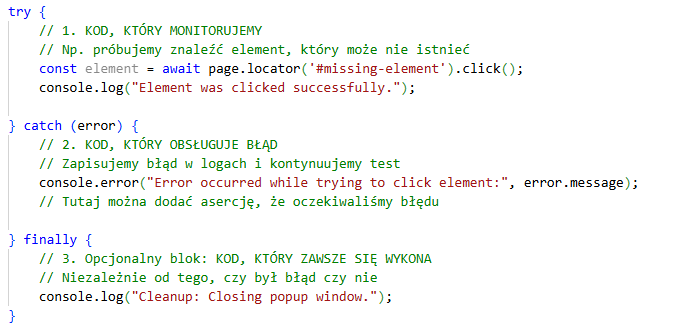 try {
// 1. KOD, KTÓRY MONITORUJEMY
// Np. próbujemy znaleźć element, który może nie istnieć
const element = await page.locator('#missing-element').click();
console.log("Element was clicked successfully.");
} catch (error) {
// 2. KOD, KTÓRY OBSŁUGUJE BŁĄD
// Zapisujemy błąd w logach i kontynuujemy test
console.error("Error occurred while trying to click element:", error.message);
// Tutaj można dodać asercję, że oczekiwaliśmy błędu
} finally {
// 3. Opcjonalny blok: KOD, KTÓRY ZAWSZE SIĘ WYKONA
// Niezależnie od tego, czy był błąd czy nie
console.log("Cleanup: Closing popup window.");
}